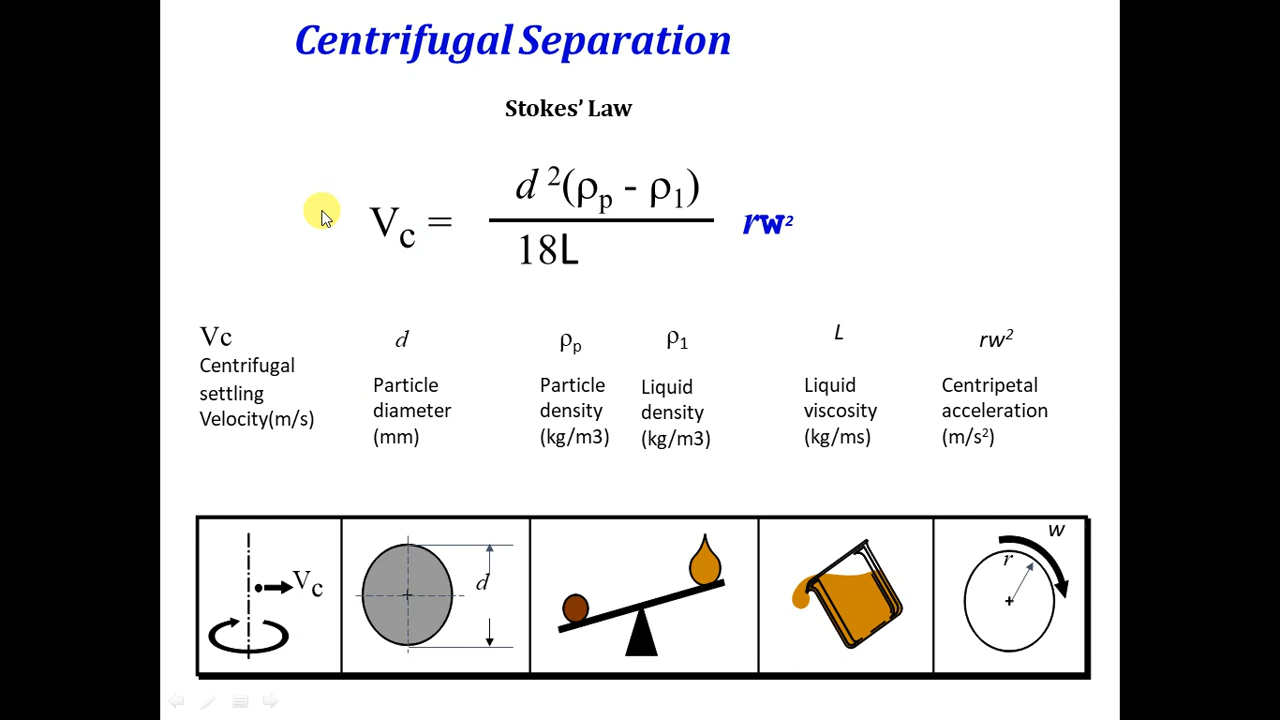 Centrifugal Separation
Stokes’ Law
d ²(ρp - ρ1)
Vc = rw²
18L
Vc
Centrifugal
settling
Velocity(m/s)
d
Particle
diameter
(mm)
ρp
Particle
density
(kg/m3)
ρ1
Liquid
density
(kg/m3)
L
Liquid
viscosity
(kg/ms)
rw²
Centripetal
acceleration
(m/s²)
Vc
d
r
w